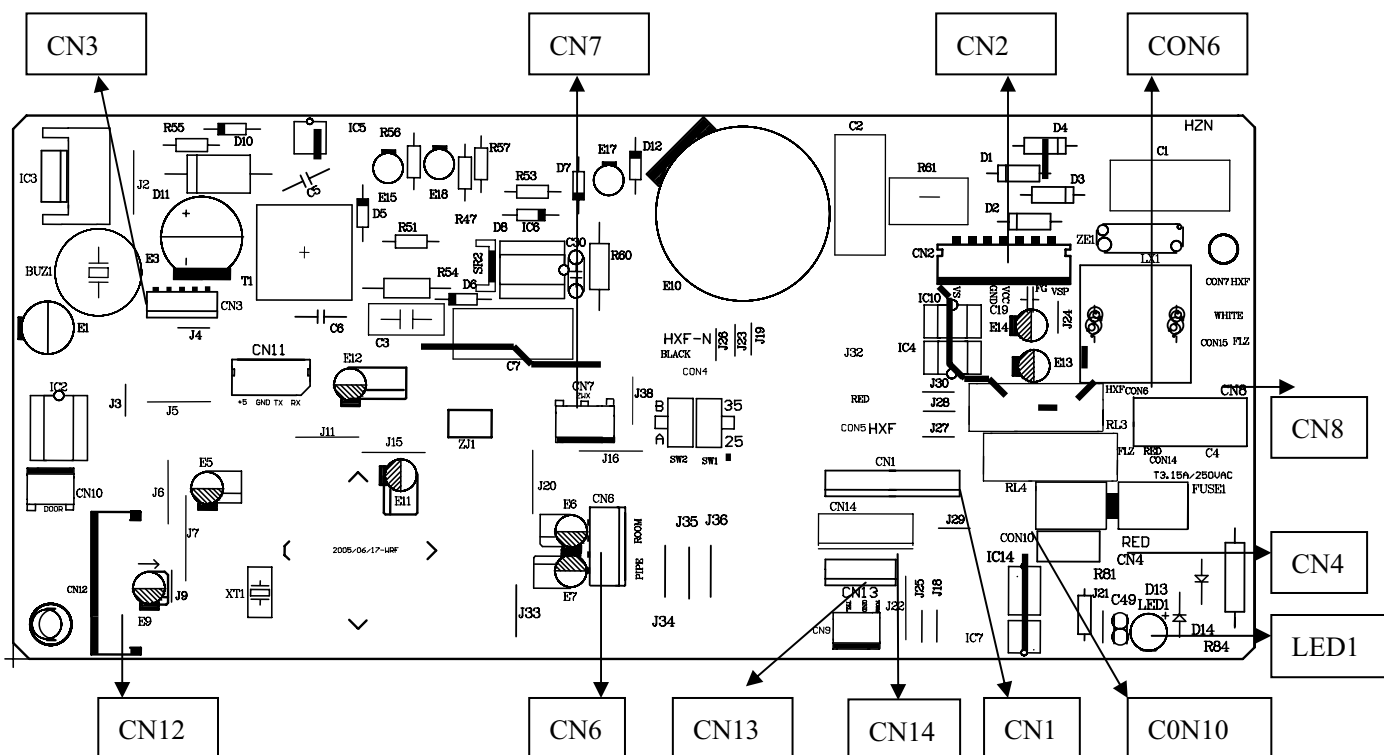 CN3
CN7
CN2
CON6
HZN
R55
D10
IC5
R56
R57
D7
E17
D12
C2
D4
C1
IC3
J2
D11
C5
E15
E18
R53
R61
D1
D3
D5
R47
IC6
D2
R51
D8
C30
R60
CN2
ZE1
LX1
BUZ1
E3
T1
SR2
E10
CON7 HXF
R54
D6
VS
GND
VCC
FG
VSP
IC10
C19
CN3
E1
J4
C6
C3
E14
J24
WHITE
HXF-N
BLACK
J26
J23
J19
CON15 FLZ
IC4
CN11
E12
C7
CON4
J32
E13
IC2
CN7
ZWX
J38
J30
HXF
CON6
CN8
J3
J5
+5 GND TX RX
B
A
35
25
RED
J28
CN8
J11
ZJ1
CON5 HXF
J27
RL3
J15
J16
SW2
SW1
FLZ
RED
CON14
C4
CN1
T3.15A/250VAC
E5
J6
E11
J20
E6
CN6
RL4
FUSE1
CN10
DOOR
J7
ROOM
J35
J36
CN14
J29
2005/06/17-WRF
CON10
RED
CN4
CN4
PIPE
IC14
CN12
J9
XT1
E7
CN13
R81
E9
J22
J25
J18
J21
C49
D13
LED1
+
J33
J34
CN9
IC7
D14
R84
LED1
CN12
CN6
CN13
CN14
CN1
C0N10